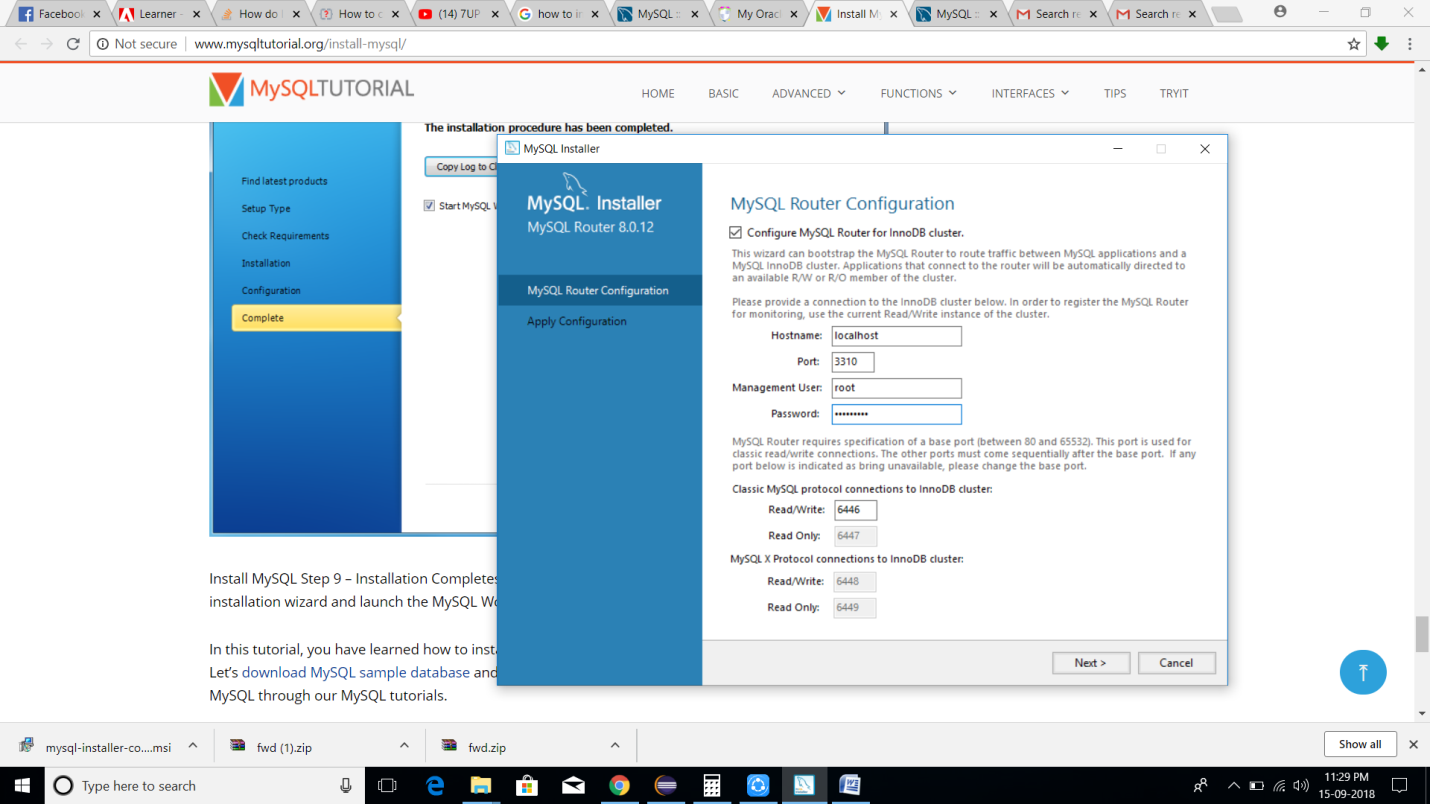 Facebook
Learner -
How do I
How to c
(14) 7UP
how to in
MySQL ::
My Orac
Install My
MySQL ::
Search re
Search re
Not secure | www.mysqltutorial.org/install-mysql/
MySQLTUTORIAL
HOME
BASIC
ADVANCED
FUNCTIONS
INTERFACES
TIPS
TRYIT
The installation procedure has been completed.
Copy Log to Cl
Start MySQL W
Find latest products
Setup Type
Check Requirements
Installation
Configuration
Complete
MySQL Installer
MySQL. Installer
MySQL Router 8.0.12
MySQL Router Configuration
Apply Configuration
MySQL Router Configuration
Configure MySQL Router for InnoDB cluster.
This wizard can bootstrap the MySQL Router to route traffic between MySQL applications and a
MySQL InnoDB cluster. Applications that connect to the router will be automatically directed to
an available R/W or R/O member of the cluster.
Please provide a connection to the InnoDB cluster below. In order to register the MySQL Router
for monitoring, use the current Read/Write instance of the cluster.
Hostname: localhost
Port: 3310
Management User: root
Password: •••••••••
MySQL Router requires specification of a base port (between 80 and 65532). This port is used for
classic read/write connections. The other ports must come sequentially after the base port. If any
port below is indicated as bring unavailable, please change the base port.
Classic MySQL protocol connections to InnoDB cluster:
Read/Write: 6446
Read Only: 6447
MySQL X Protocol connections to InnoDB cluster:
Read/Write: 6448
Read Only: 6449
Next >
Cancel
Install MySQL Step 9 – Installation Completes
installation wizard and launch the MySQL Wo
In this tutorial, you have learned how to insta
Let's download MySQL sample database and
MySQL through our MySQL tutorials.
mysql-installer-co....msi
fwd (1).zip
fwd.zip
Show all
Type here to search
11:29 PM
15-09-2018